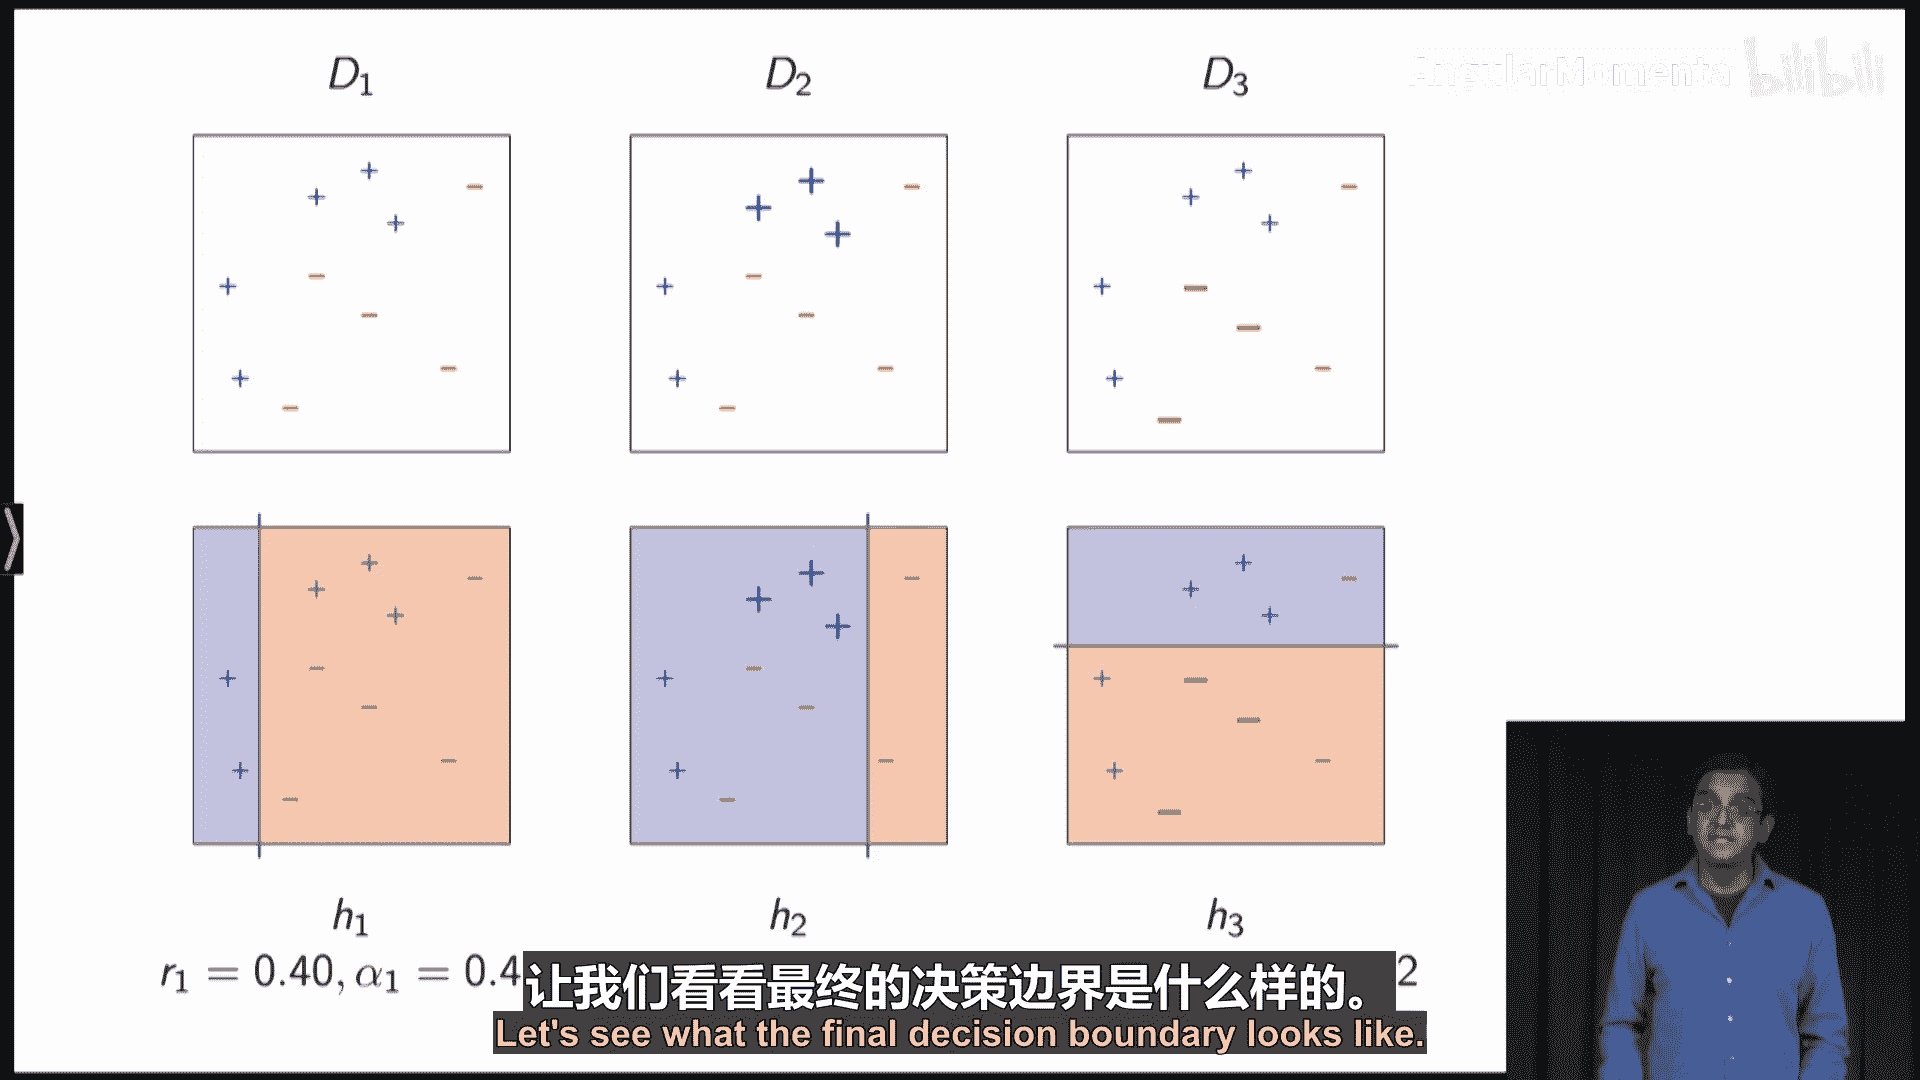 AngularMomenta bilibili
D₁ D₂ D₃
h₁ h₂ h₃
r₁ = 0.40, α₁ = 0.4 2
让我们看看最终的决策边界是什么样的。
Let's see what the final decision boundary looks like.